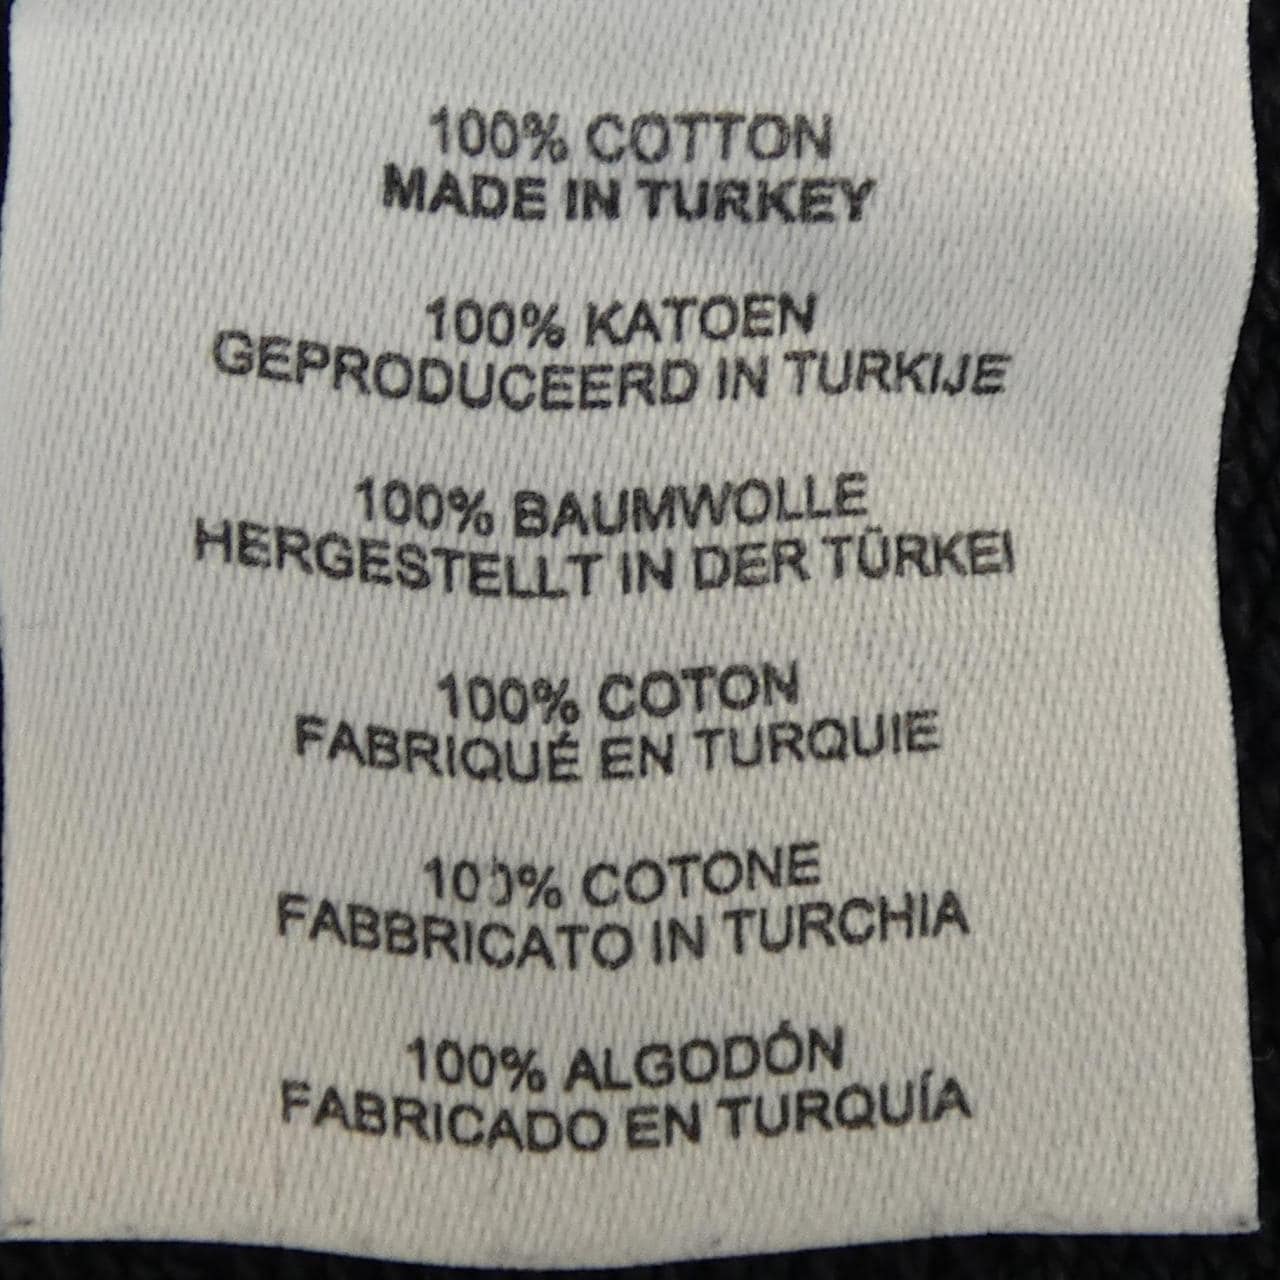 100% COTTON
MADE IN TURKEY
100% KATOEN
GEPRODUCEERD IN TURKIJE
100% BAUMWOLLE
HERGESTELLT IN DER TÜRKEI
100% COTON
FABRIQUÉ EN TURQUIE
100% COTONE
FABBRICATO IN TURCHIA
100% ALGODÓN
FABRICADO EN TURQUÍA